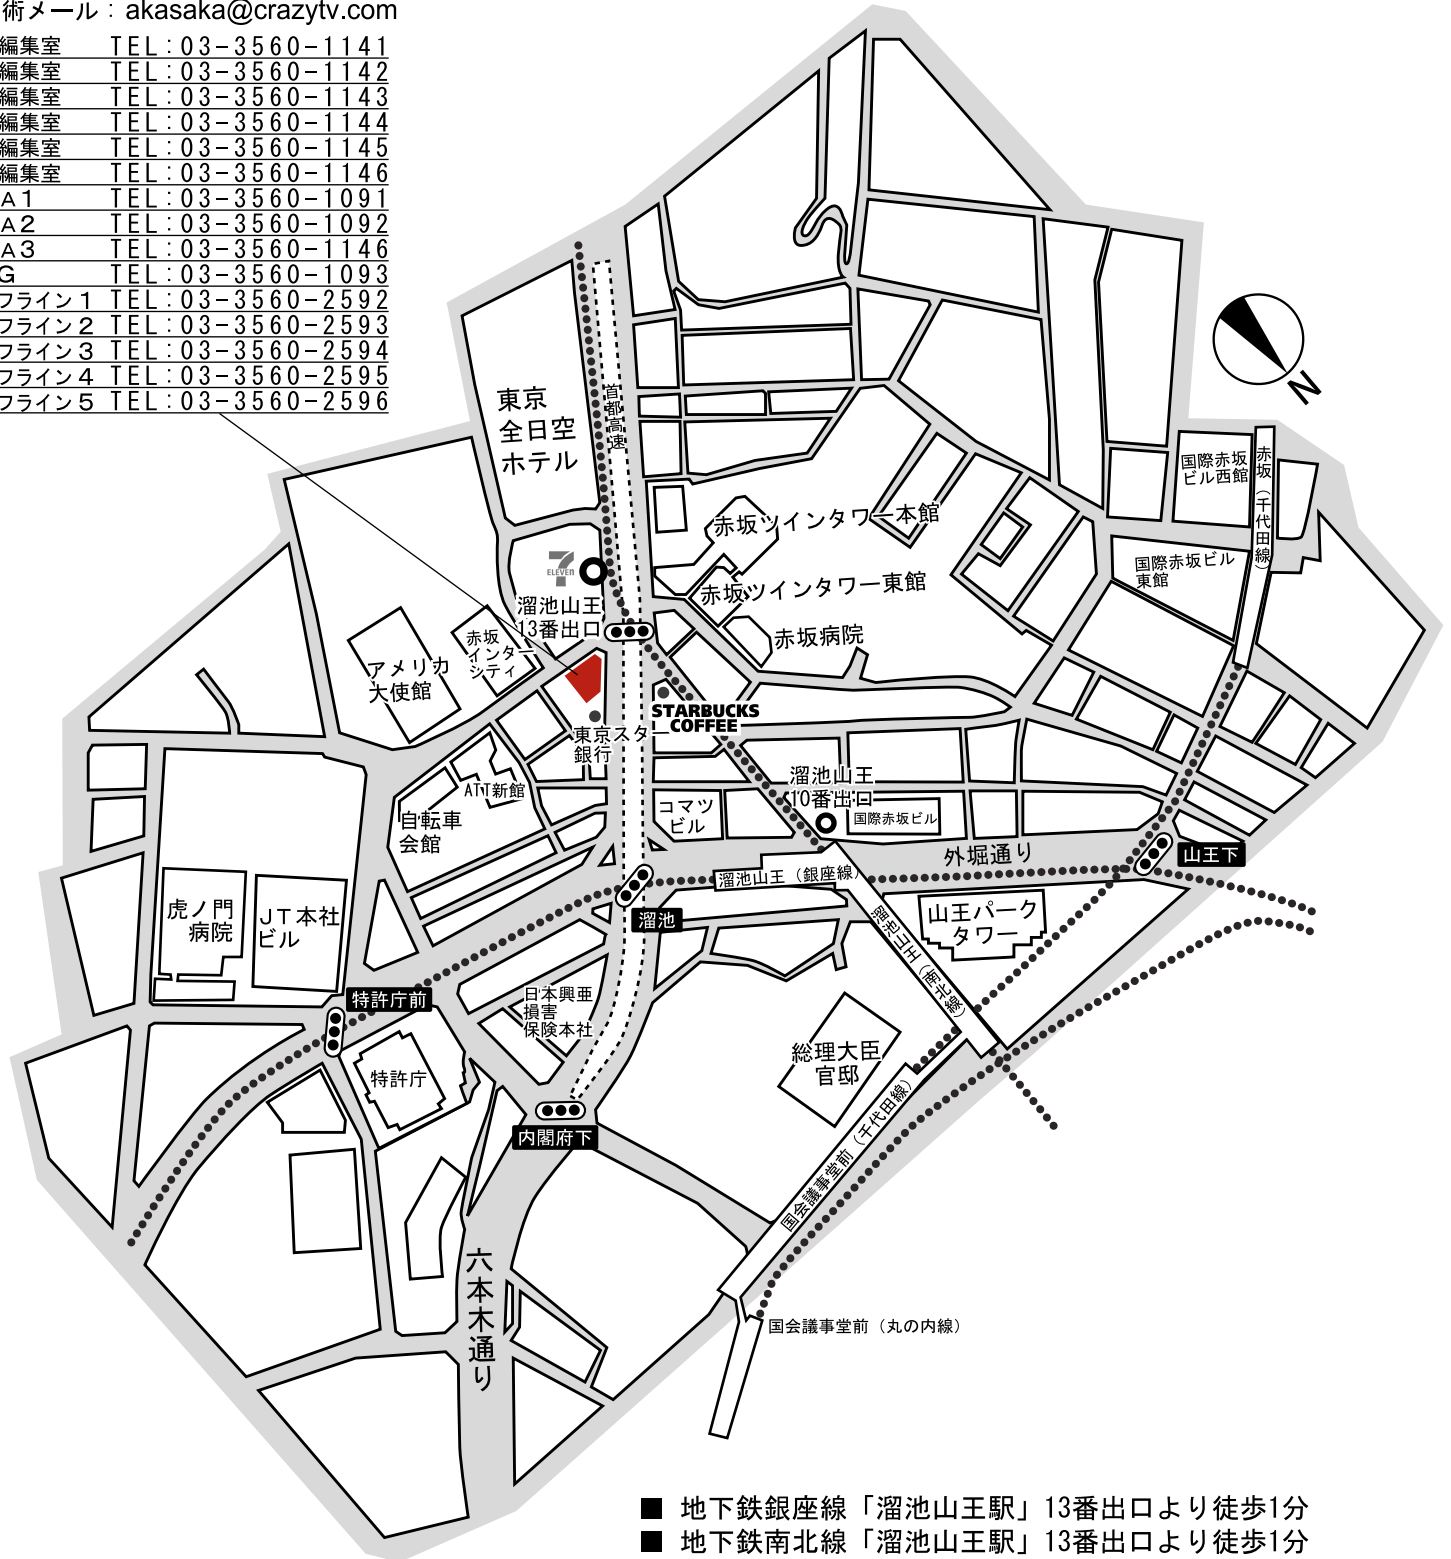 術メール：akasaka@crazytv.com
編集室 TEL：03-3560-1141
編集室 TEL：03-3560-1142
編集室 TEL：03-3560-1143
編集室 TEL：03-3560-1144
編集室 TEL：03-3560-1145
編集室 TEL：03-3560-1146
A1 TEL：03-3560-1091
A2 TEL：03-3560-1092
A3 TEL：03-3560-1146
G TEL：03-3560-1093
フライン1 TEL：03-3560-2592
フライン2 TEL：03-3560-2593
フライン3 TEL：03-3560-2594
フライン4 TEL：03-3560-2595
フライン5 TEL：03-3560-2596
N
東京
全日空
ホテル
首都高速
国際赤坂
ビル西館
赤坂（千代田線）
赤坂ツインタワー本館
国際赤坂ビル
東館
7
ELEVEN
赤坂ツインタワー東館
溜池山王
13番出口
赤坂病院
赤坂
インター
シティ
アメリカ
大使館
STARBUCKS
COFFEE
東京スター
銀行
ATT新館
溜池山王
10番出口
コマツ
ビル
国際赤坂ビル
自転車
会館
外堀通り
山王下
溜池山王（銀座線）
虎ノ門
病院
JT本社
ビル
溜池
溜池山王（南北線）
山王パーク
タワー
特許庁前
日本興亜
損害
保険本社
特許庁
総理大臣
官邸
内閣府下
国会議事堂前（千代田線）
六本木通り
国会議事堂前（丸の内線）
■ 地下鉄銀座線「溜池山王駅」13番出口より徒歩1分
■ 地下鉄南北線「溜池山王駅」13番出口より徒歩1分